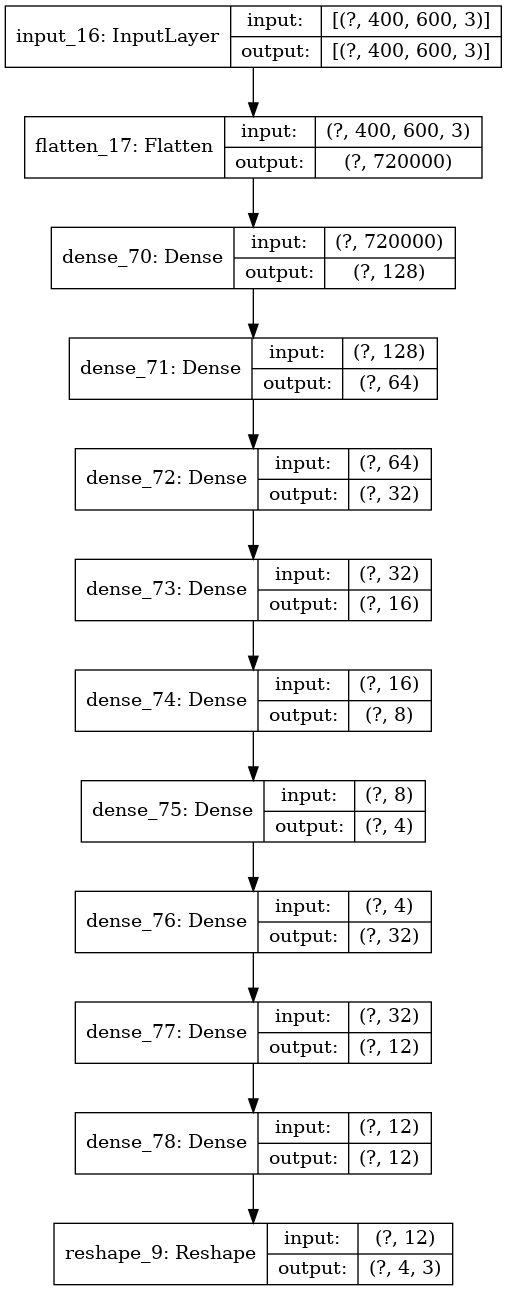 input_16: InputLayer
input: [(?, 400, 600, 3)]
output: [(?, 400, 600, 3)]
flatten_17: Flatten
input: (?, 400, 600, 3)
output: (?, 720000)
dense_70: Dense
input: (?, 720000)
output: (?, 128)
dense_71: Dense
input: (?, 128)
output: (?, 64)
dense_72: Dense
input: (?, 64)
output: (?, 32)
dense_73: Dense
input: (?, 32)
output: (?, 16)
dense_74: Dense
input: (?, 16)
output: (?, 8)
dense_75: Dense
input: (?, 8)
output: (?, 4)
dense_76: Dense
input: (?, 4)
output: (?, 32)
dense_77: Dense
input: (?, 32)
output: (?, 12)
dense_78: Dense
input: (?, 12)
output: (?, 12)
reshape_9: Reshape
input: (?, 12)
output: (?, 4, 3)